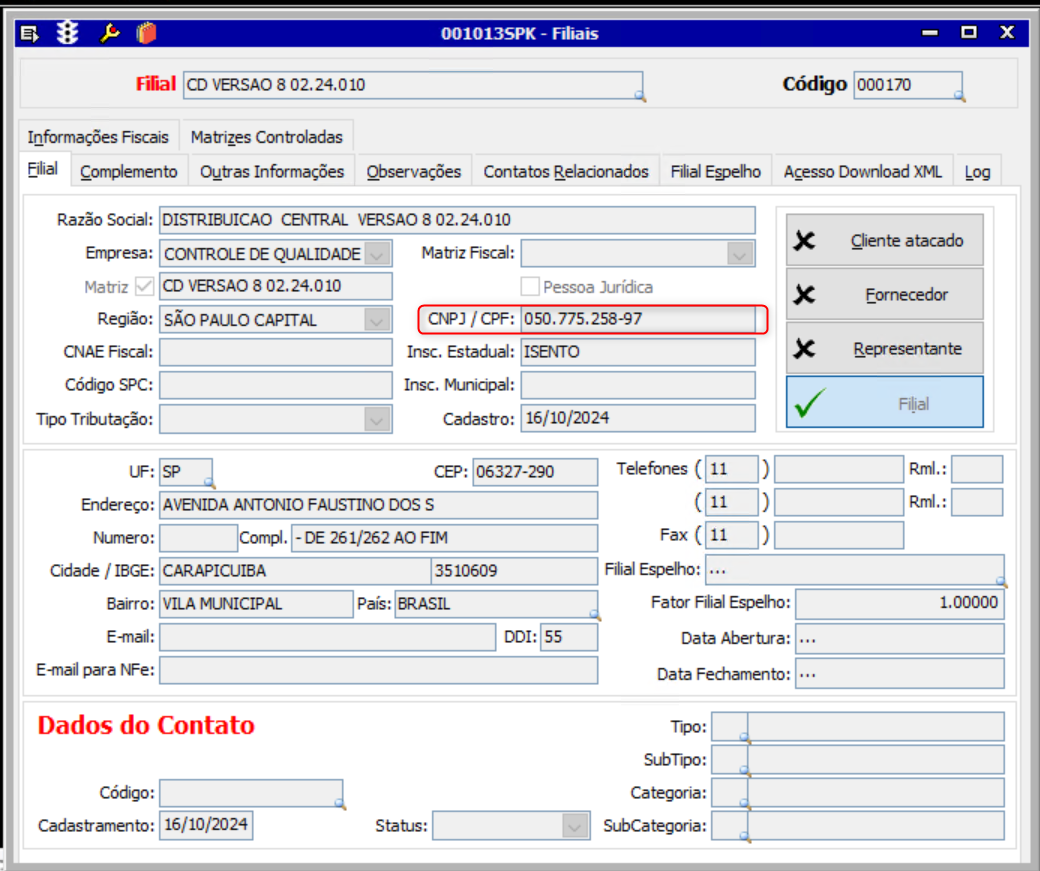 001013SPK - Filiais
Filial CD VERSAO 8 02.24.010 Código 000170
Informações Fiscais Matrizes Controladas
Filial Complemento Outras Informações Observações Contatos Relacionados Filial Espelho Acesso Download XML Log
Razão Social: DISTRIBUICAO CENTRAL VERSAO 8 02.24.010
Empresa: CONTROLE DE QUALIDADE Matriz Fiscal:
Matriz CD VERSAO 8 02.24.010 Pessoa Jurídica
Região: SÃO PAULO CAPITAL CNPJ / CPF: 050.775.258-97
CNAE Fiscal: Insc. Estadual: ISENTO
Código SPC: Insc. Municipal:
Tipo Tributação: Cadastro: 16/10/2024
Cliente atacado
Fornecedor
Representante
Filial
UF: SP CEP: 06327-290 Telefones ( 11 ) Rml.:
Endereço: AVENIDA ANTONIO FAUSTINO DOS S ( 11 ) Rml.:
Numero: Compl. - DE 261/262 AO FIM Fax ( 11 )
Cidade / IBGE: CARAPICUIBA 3510609 Filial Espelho: ...
Bairro: VILA MUNICIPAL País: BRASIL Fator Filial Espelho: 1.00000
E-mail: DDI: 55 Data Abertura: ...
E-mail para NFe: Data Fechamento: ...
Dados do Contato Tipo:
SubTipo:
Código: Categoria:
Cadastramento: 16/10/2024 Status: SubCategoria: